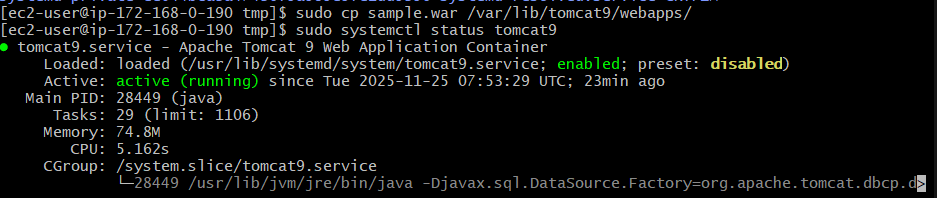 [ec2-user@ip-172-168-0-190 tmp]$ sudo cp sample.war /var/lib/tomcat9/webapps/
[ec2-user@ip-172-168-0-190 tmp]$ sudo systemctl status tomcat9
● tomcat9.service - Apache Tomcat 9 Web Application Container
Loaded: loaded (/usr/lib/systemd/system/tomcat9.service; enabled; preset: disabled)
Active: active (running) since Tue 2025-11-25 07:53:29 UTC; 23min ago
Main PID: 28449 (java)
Tasks: 29 (limit: 1106)
Memory: 74.8M
CPU: 5.162s
CGroup: /system.slice/tomcat9.service
└─28449 /usr/lib/jvm/jre/bin/java -Djavax.sql.DataSource.Factory=org.apache.tomcat.dbcp.d>